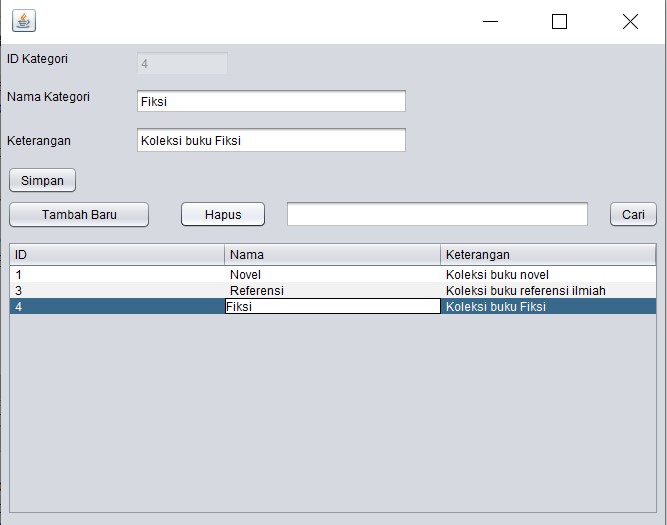 ID Kategori 4
Nama Kategori Fiksi
Keterangan Koleksi buku Fiksi
Simpan
Tambah Baru Hapus Cari
ID Nama Keterangan
1 Novel Koleksi buku novel
3 Referensi Koleksi buku referensi ilmiah
4 Fiksi Koleksi buku Fiksi